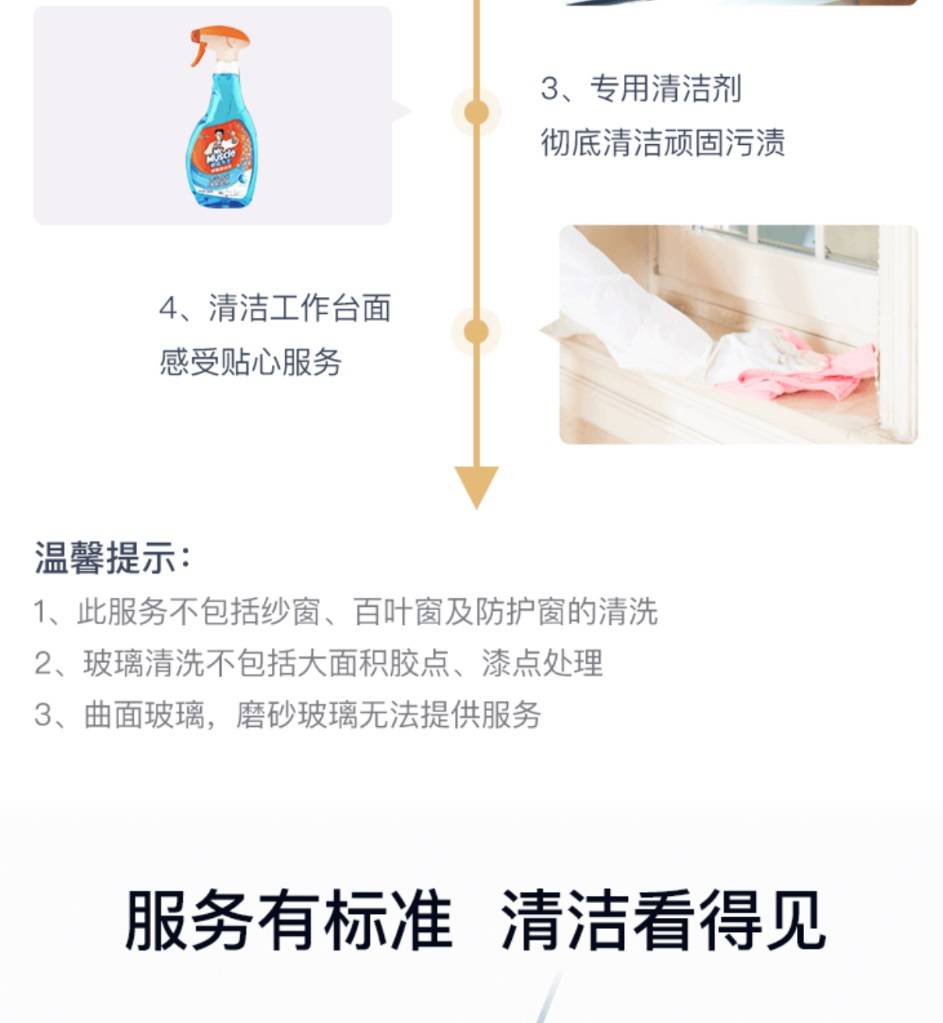 3、专用清洁剂
彻底清洁顽固污渍
Mr
Muscle
4、清洁工作台面
感受贴心服务
温馨提示：
1、此服务不包括纱窗、百叶窗及防护窗的清洗
2、玻璃清洗不包括大面积胶点、漆点处理
3、曲面玻璃，磨砂玻璃无法提供服务
服务有标准 清洁看得见